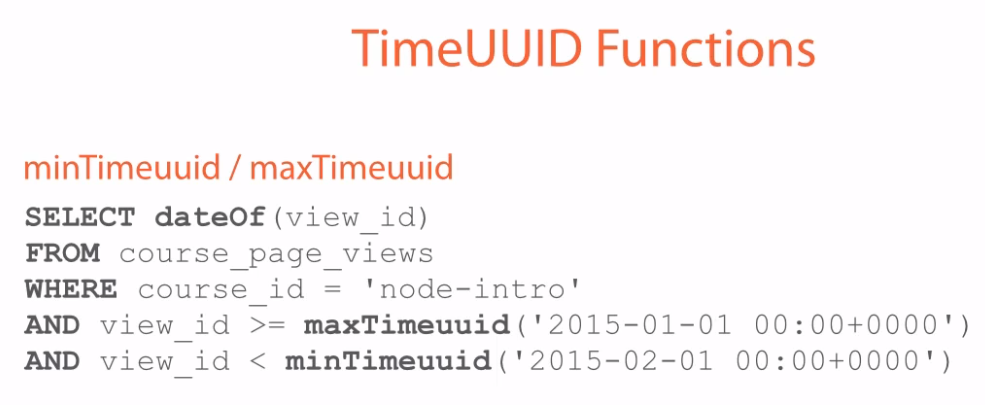 TimeUUID Functions
minTimeuuid / maxTimeuuid
SELECT dateOf(view_id)
FROM course_page_views
WHERE course_id = 'node-intro'
AND view_id >= maxTimeuuid('2015-01-01 00:00+0000')
AND view_id < minTimeuuid('2015-02-01 00:00+0000')